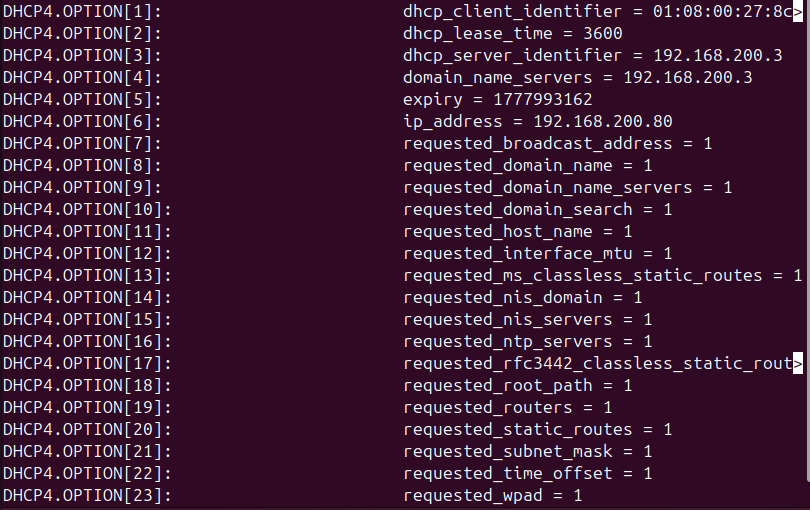 DHCP4.OPTION[1]: dhcp_client_identifier = 01:08:00:27:8c>
DHCP4.OPTION[2]: dhcp_lease_time = 3600
DHCP4.OPTION[3]: dhcp_server_identifier = 192.168.200.3
DHCP4.OPTION[4]: domain_name_servers = 192.168.200.3
DHCP4.OPTION[5]: expiry = 1777993162
DHCP4.OPTION[6]: ip_address = 192.168.200.80
DHCP4.OPTION[7]: requested_broadcast_address = 1
DHCP4.OPTION[8]: requested_domain_name = 1
DHCP4.OPTION[9]: requested_domain_name_servers = 1
DHCP4.OPTION[10]: requested_domain_search = 1
DHCP4.OPTION[11]: requested_host_name = 1
DHCP4.OPTION[12]: requested_interface_mtu = 1
DHCP4.OPTION[13]: requested_ms_classless_static_routes = 1
DHCP4.OPTION[14]: requested_nis_domain = 1
DHCP4.OPTION[15]: requested_nis_servers = 1
DHCP4.OPTION[16]: requested_ntp_servers = 1
DHCP4.OPTION[17]: requested_rfc3442_classless_static_rout>
DHCP4.OPTION[18]: requested_root_path = 1
DHCP4.OPTION[19]: requested_routers = 1
DHCP4.OPTION[20]: requested_static_routes = 1
DHCP4.OPTION[21]: requested_subnet_mask = 1
DHCP4.OPTION[22]: requested_time_offset = 1
DHCP4.OPTION[23]: requested_wpad = 1